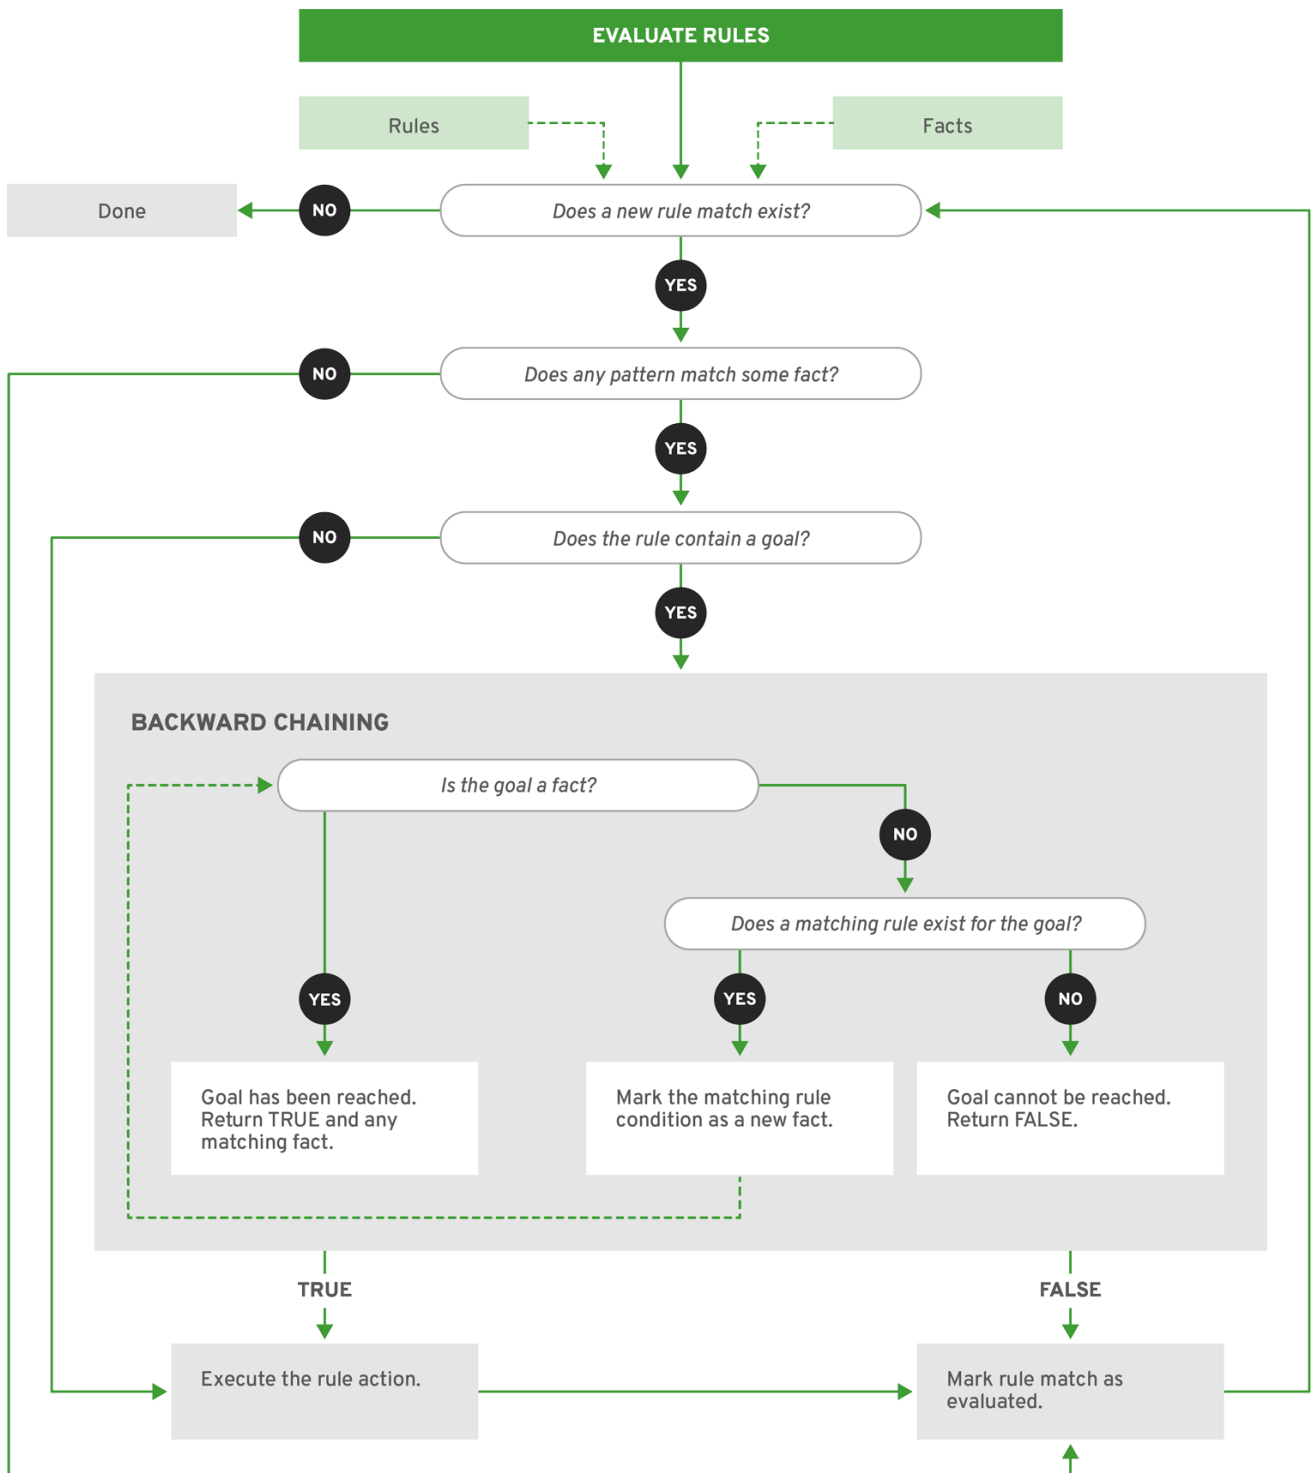 EVALUATE RULES
Rules
Facts
Done
NO
Does a new rule match exist?
YES
NO
Does any pattern match some fact?
YES
NO
Does the rule contain a goal?
YES
BACKWARD CHAINING
Is the goal a fact?
NO
Does a matching rule exist for the goal?
YES
YES
NO
Goal has been reached.
Return TRUE and any
matching fact.
Mark the matching rule
condition as a new fact.
Goal cannot be reached.
Return FALSE.
TRUE
FALSE
Execute the rule action.
Mark rule match as
evaluated.